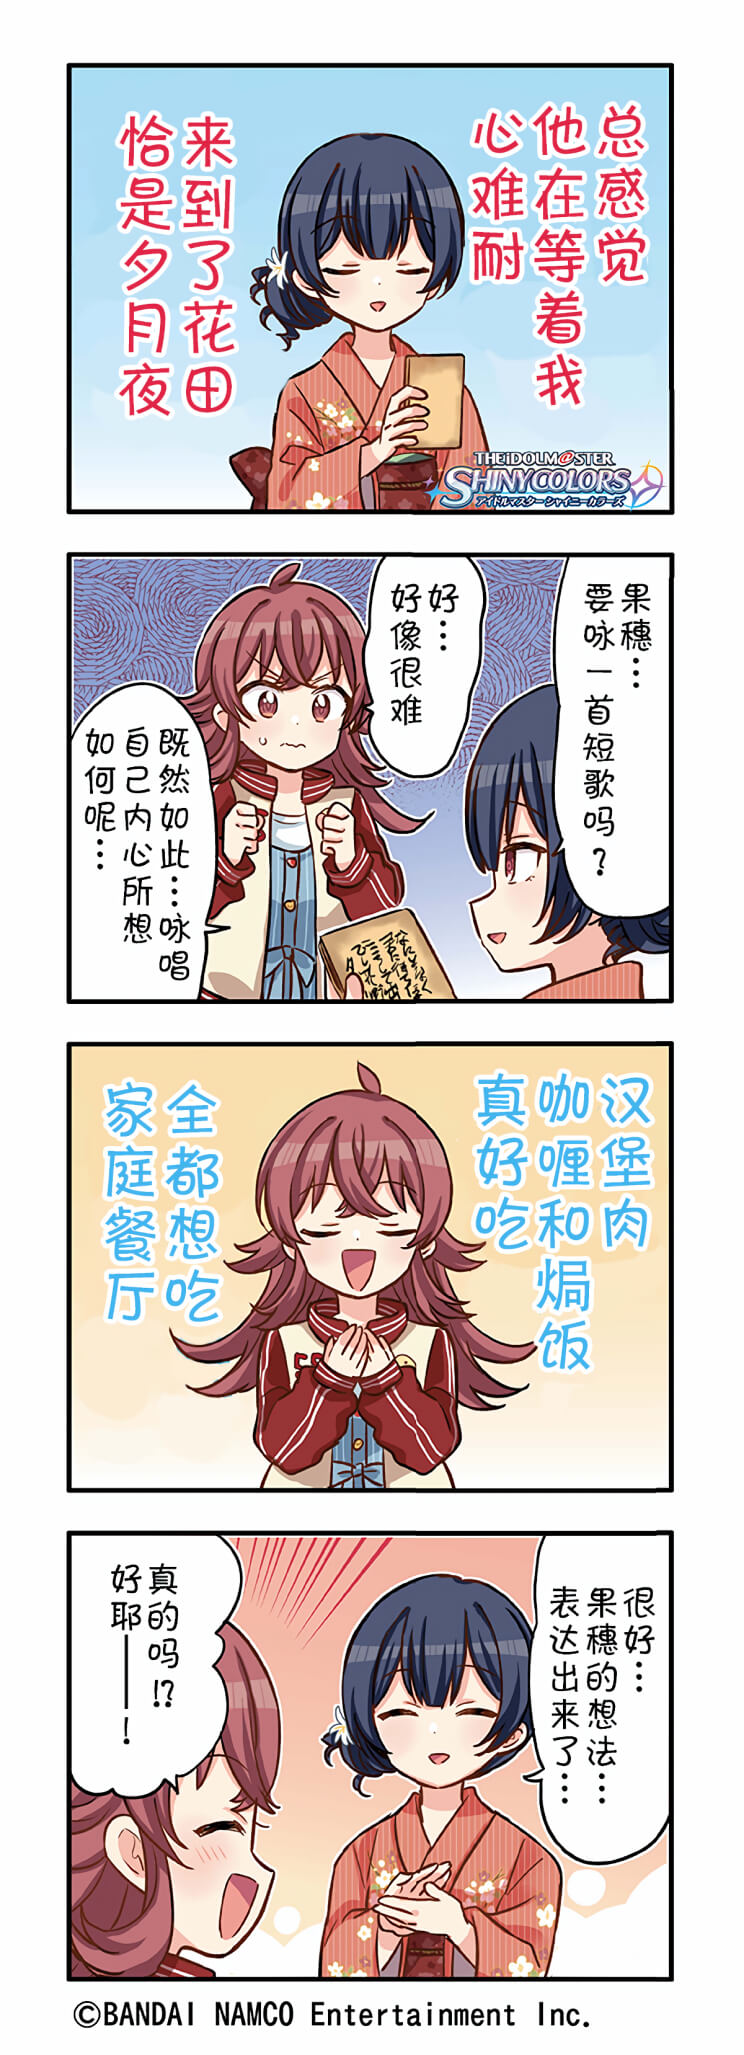 总感觉
他在等着我
心难耐
来到了花田
恰是夕月夜
THE iDOLM@STER
SHINYCOLORS
アイドルマスターシャイニーカラーズ
果穗…
要咏一首短歌吗？
好…
好像很难
既然如此…咏唱
自己内心所想
如何呢…
汉堡肉
咖喱和焗饭
真好吃
全都想吃
家庭餐厅
很好…
果穗的想法…
表达出来了…
真的吗!?
好耶——！
©BANDAI NAMCO Entertainment Inc.